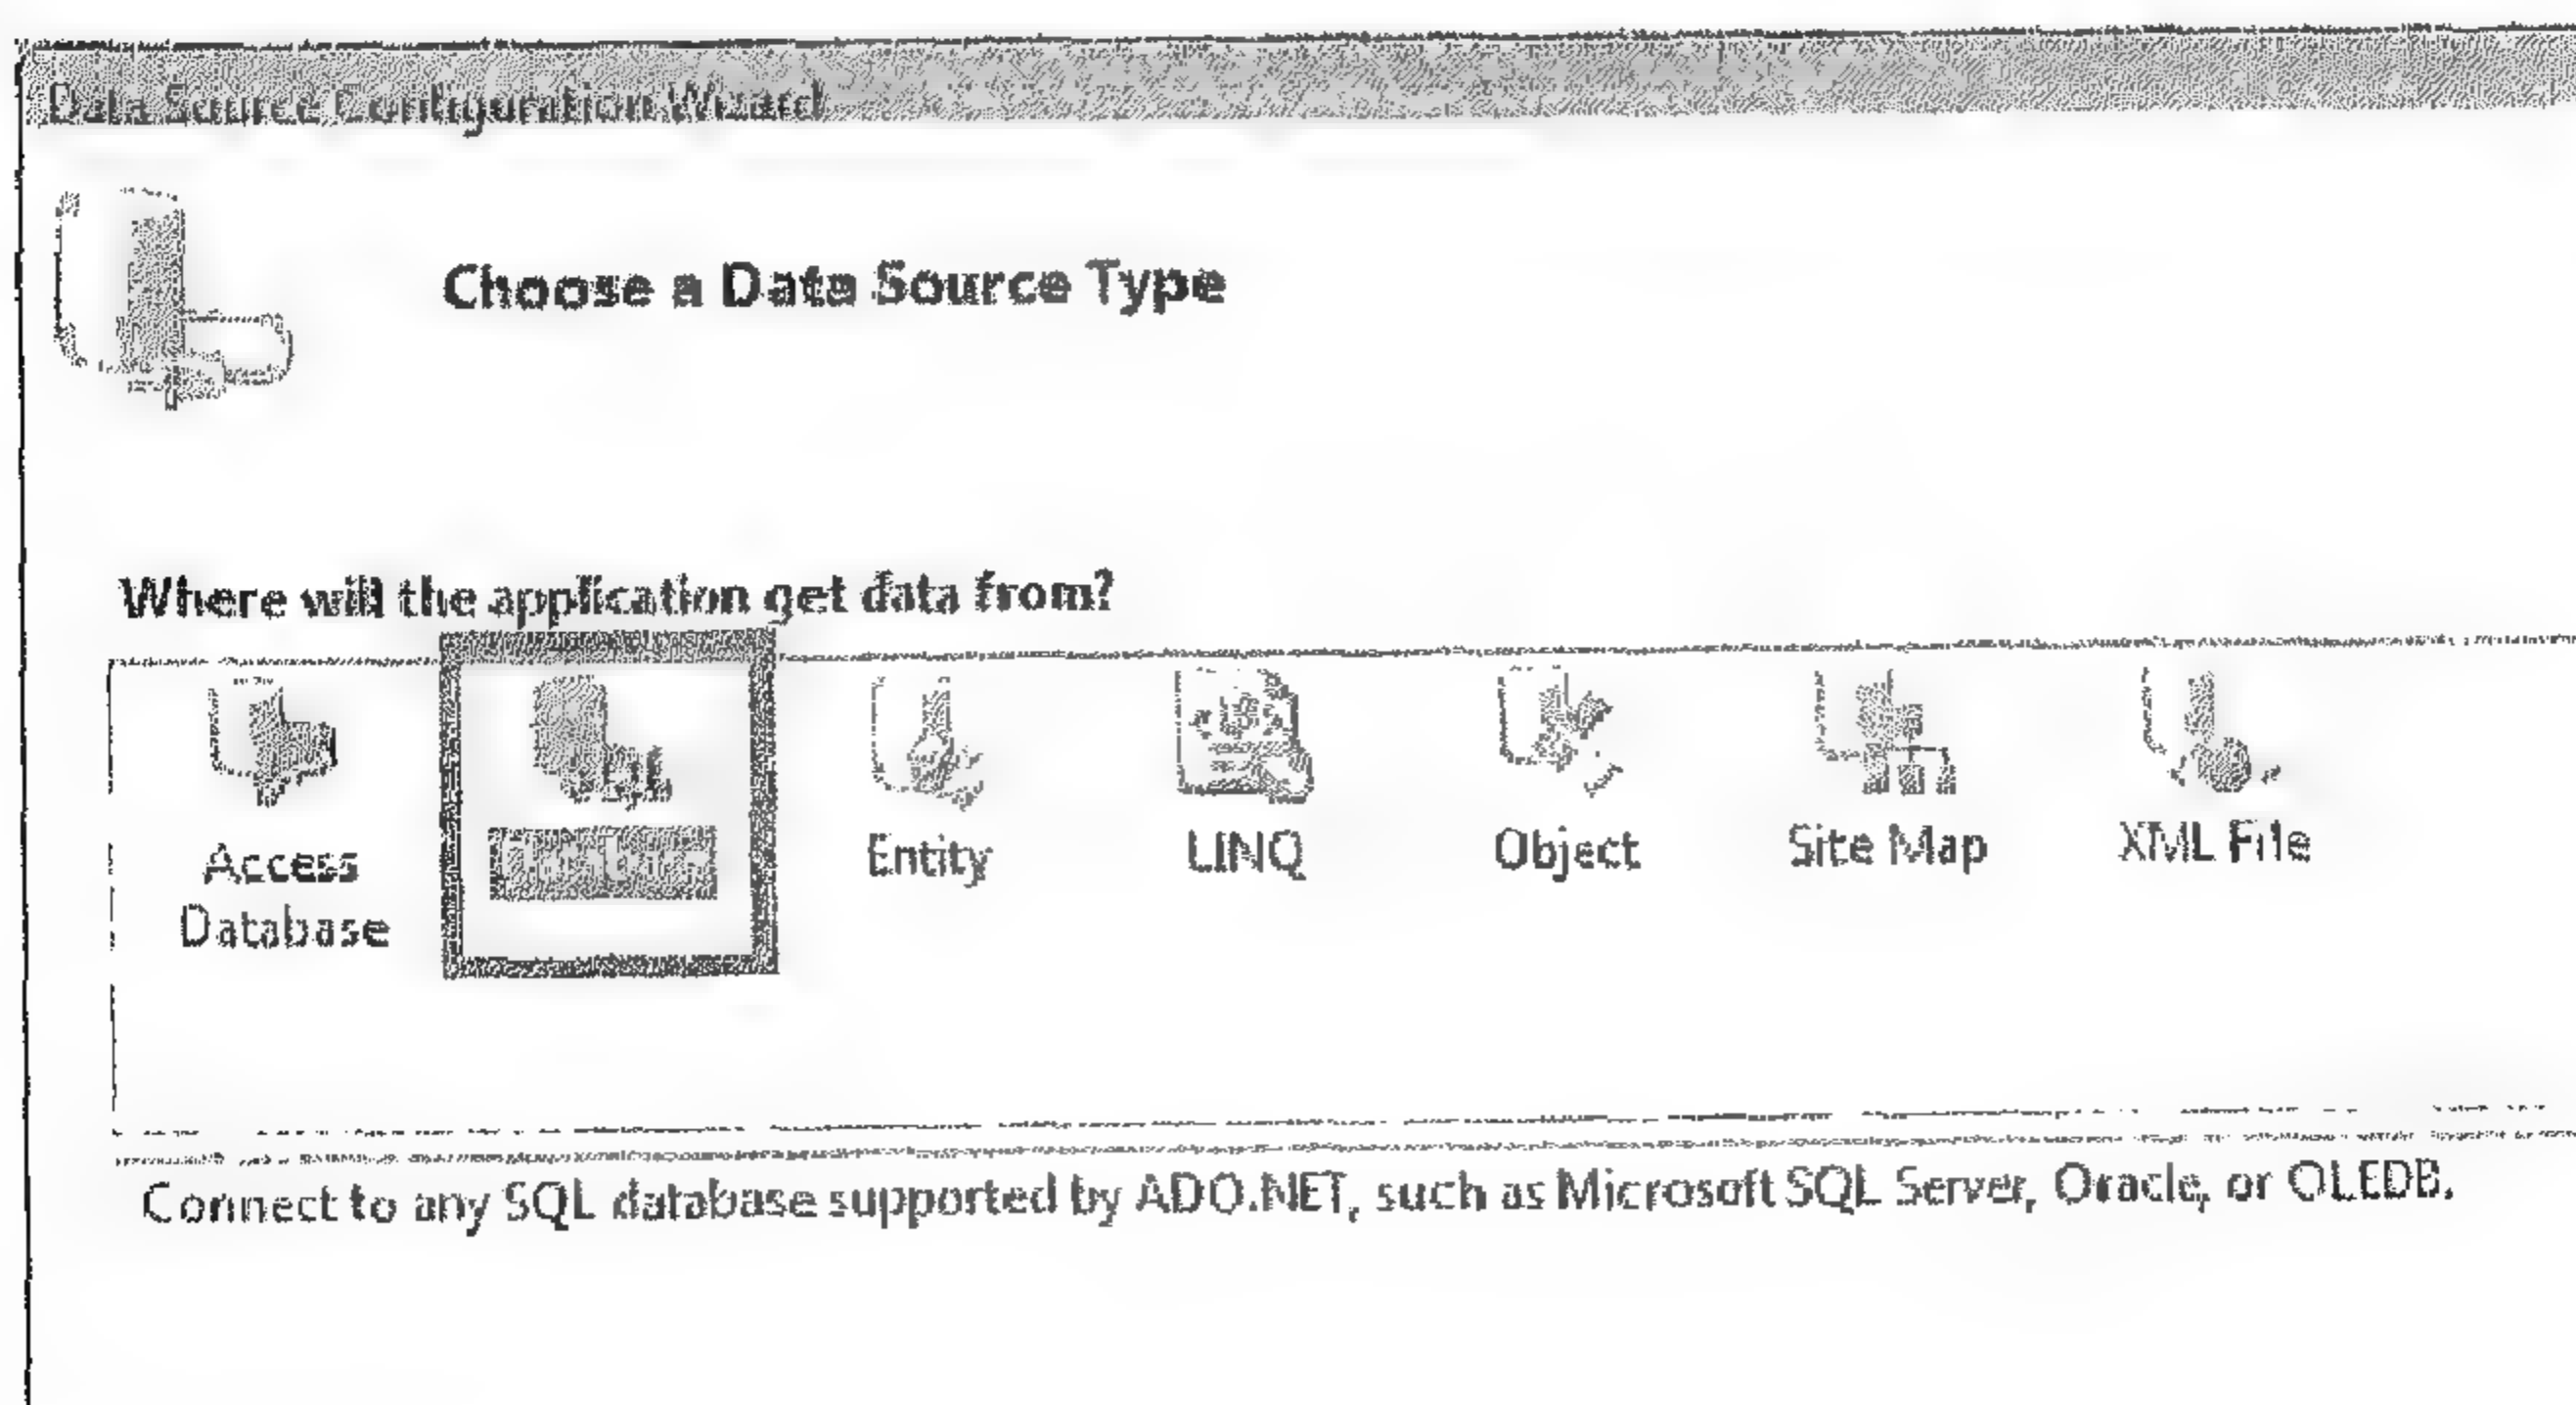 Data Source Configuration Wizard
Choose a Data Source Type
Where will the application get data from?
Access Database
Entity
LINQ
Object
Site Map
XML File
Connect to any SQL database supported by ADO.NET, such as Microsoft SQL Server, Oracle, or OLEDB.